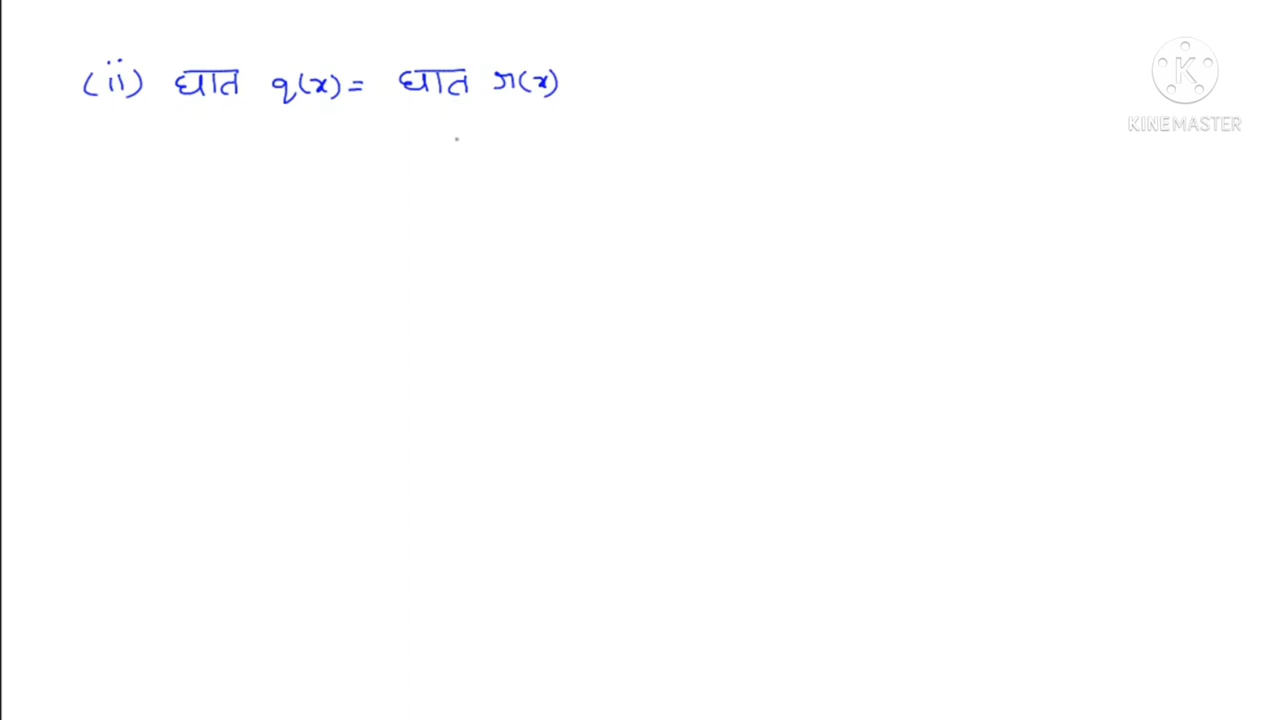 (ii) घात q(x) = घात r(x)
K
KINEMASTER